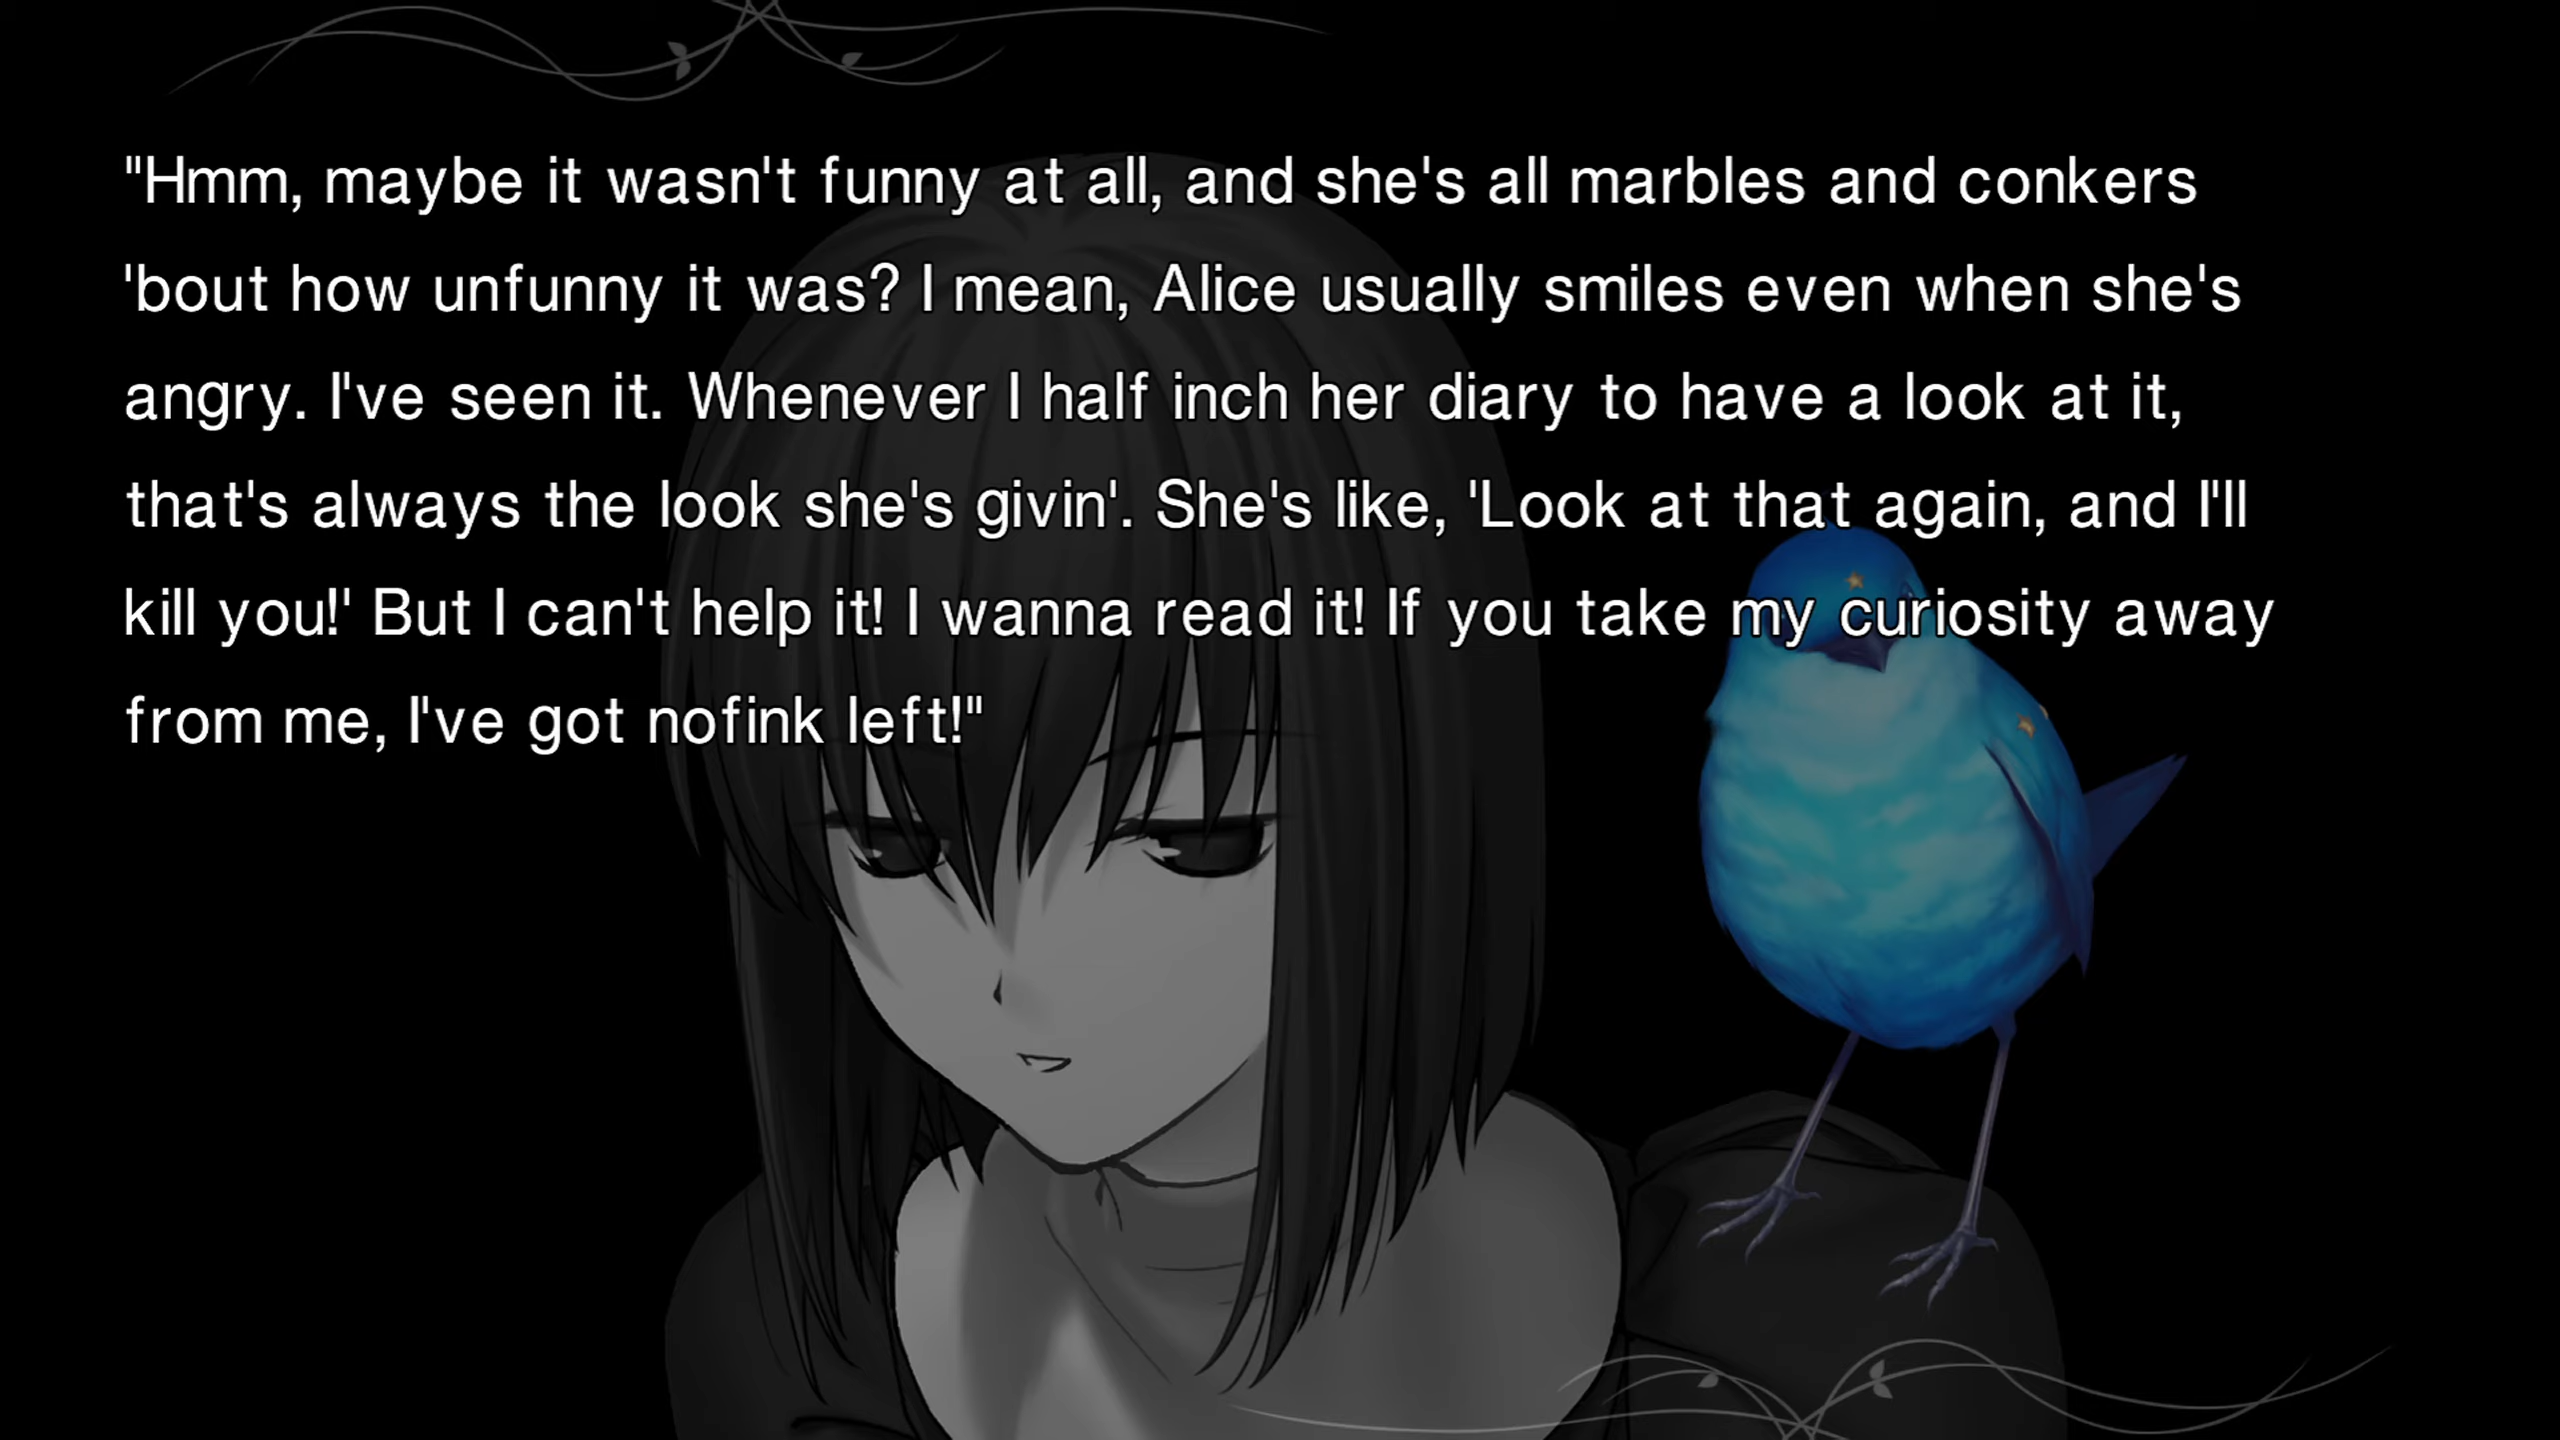 "Hmm, maybe it wasn't funny at all, and she's all marbles and conkers
'bout how unfunny it was? I mean, Alice usually smiles even when she's
angry. I've seen it. Whenever I half inch her diary to have a look at it,
that's always the look she's givin'. She's like, 'Look at that again, and I'll
kill you!' But I can't help it! I wanna read it! If you take my curiosity away
from me, I've got nofink left!"